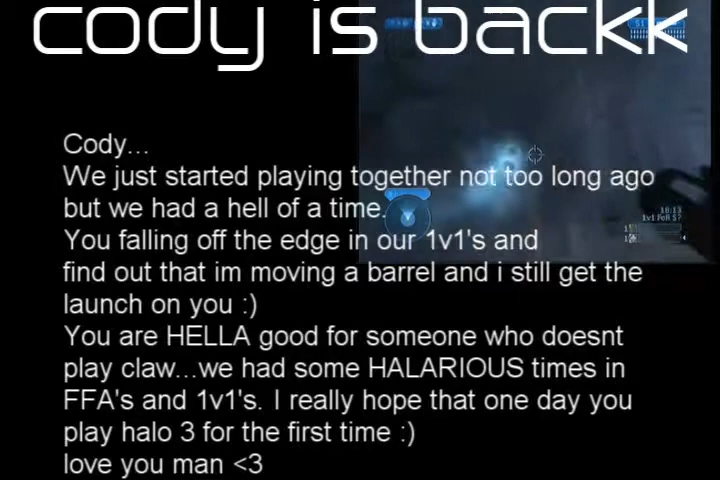 cody is backk
Cody...
We just started playing together not too long ago
but we had a hell of a time.
You falling off the edge in our 1v1's and
find out that im moving a barrel and i still get the
launch on you :)
You are HELLA good for someone who doesnt
play claw...we had some HALARIOUS times in
FFA's and 1v1's. I really hope that one day you
play halo 3 for the first time :)
love you man <3
10:13